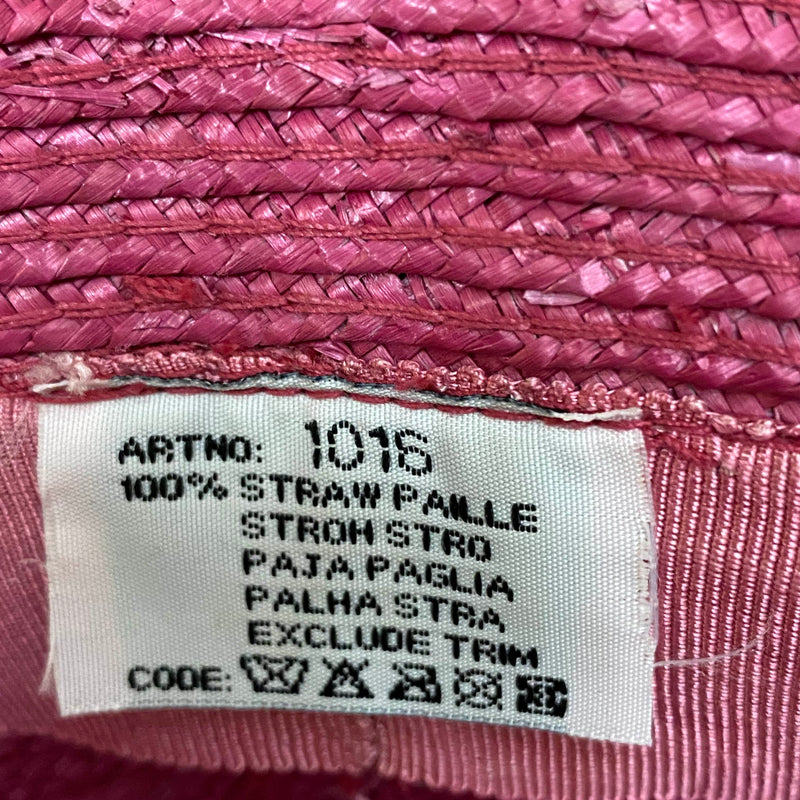 ARTNO: 1016
100% STRAW PAILLE
STROH STRO
PAJA PAGLIA
PALHA STRA
EXCLUDE TRIM
CODE: